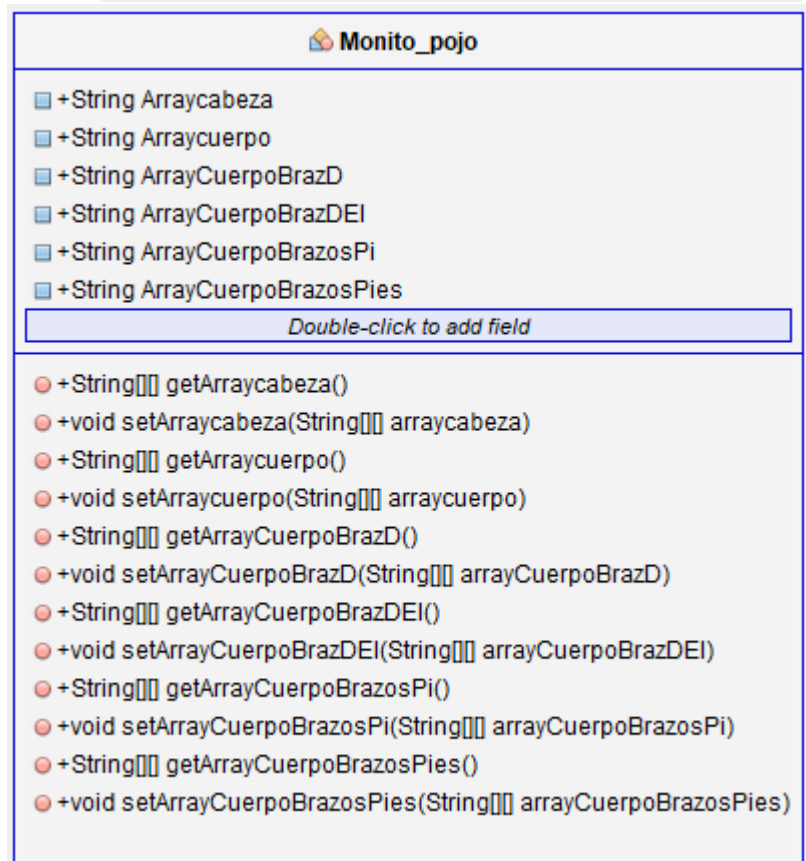 Monito_pojo
+String Arraycabeza
+String Arraycuerpo
+String ArrayCuerpoBrazD
+String ArrayCuerpoBrazDEI
+String ArrayCuerpoBrazosPi
+String ArrayCuerpoBrazosPies
Double-click to add field
+String[][] getArraycabeza()
+void setArraycabeza(String[][] arraycabeza)
+String[][] getArraycuerpo()
+void setArraycuerpo(String[][] arraycuerpo)
+String[][] getArrayCuerpoBrazD()
+void setArrayCuerpoBrazD(String[][] arrayCuerpoBrazD)
+String[][] getArrayCuerpoBrazDEI()
+void setArrayCuerpoBrazDEI(String[][] arrayCuerpoBrazDEI)
+String[][] getArrayCuerpoBrazosPi()
+void setArrayCuerpoBrazosPi(String[][] arrayCuerpoBrazosPi)
+String[][] getArrayCuerpoBrazosPies()
+void setArrayCuerpoBrazosPies(String[][] arrayCuerpoBrazosPies)